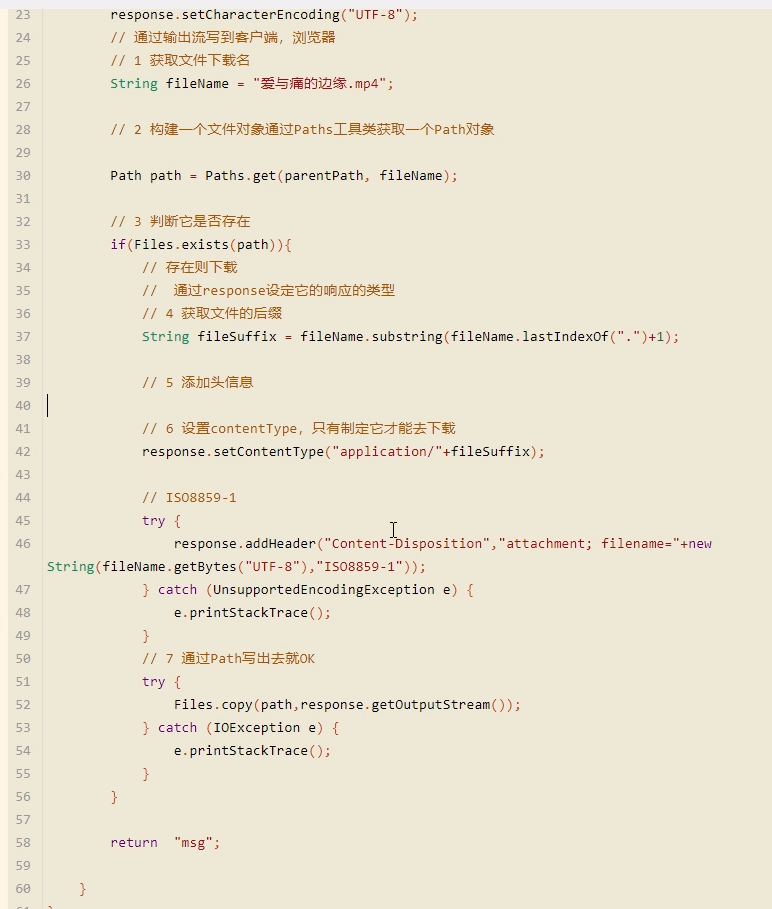 23 response.setCharacterEncoding("UTF-8");
24 // 通过输出流写到客户端，浏览器
25 // 1 获取文件下载名
26 String fileName = "爱与痛的边缘.mp4";
27
28 // 2 构建一个文件对象通过Paths工具类获取一个Path对象
29
30 Path path = Paths.get(parentPath, fileName);
31
32 // 3 判断它是否存在
33 if(Files.exists(path)){
34 // 存在则下载
35 //  通过response设定它的响应的类型
36 // 4 获取文件的后缀
37 String fileSuffix = fileName.substring(fileName.lastIndexOf(".")+1);
38
39 // 5 添加头信息
40
41 // 6 设置contentType，只有制定它才能去下载
42 response.setContentType("application/"+fileSuffix);
43
44 // ISO8859-1
45 try {
46 response.addHeader("Content-Disposition","attachment; filename="+new
String(fileName.getBytes("UTF-8"),"ISO8859-1"));
47 } catch (UnsupportedEncodingException e) {
48 e.printStackTrace();
49 }
50 // 7 通过Path写出去就OK
51 try {
52 Files.copy(path,response.getOutputStream());
53 } catch (IOException e) {
54 e.printStackTrace();
55 }
56 }
57
58 return  "msg";
59
60 }